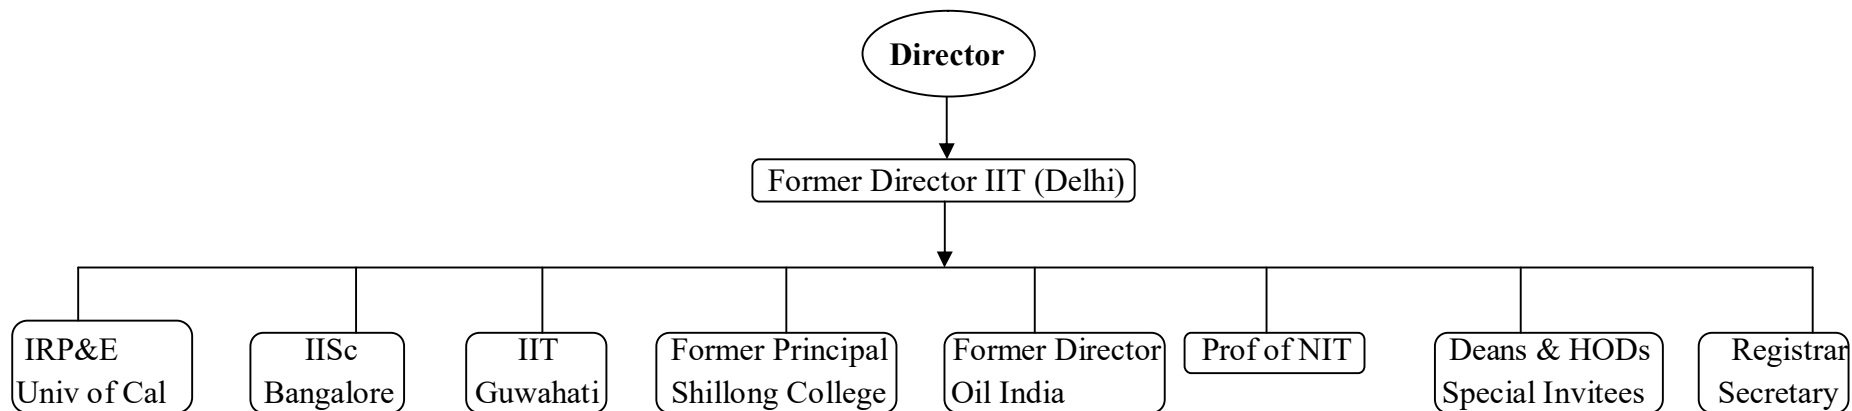 Director
Former Director IIT (Delhi)
IRP&E
Univ of Cal
IISc
Bangalore
IIT
Guwahati
Former Principal
Shillong College
Former Director
Oil India
Prof of NIT
Deans & HODs
Special Invitees
Registrar
Secretary